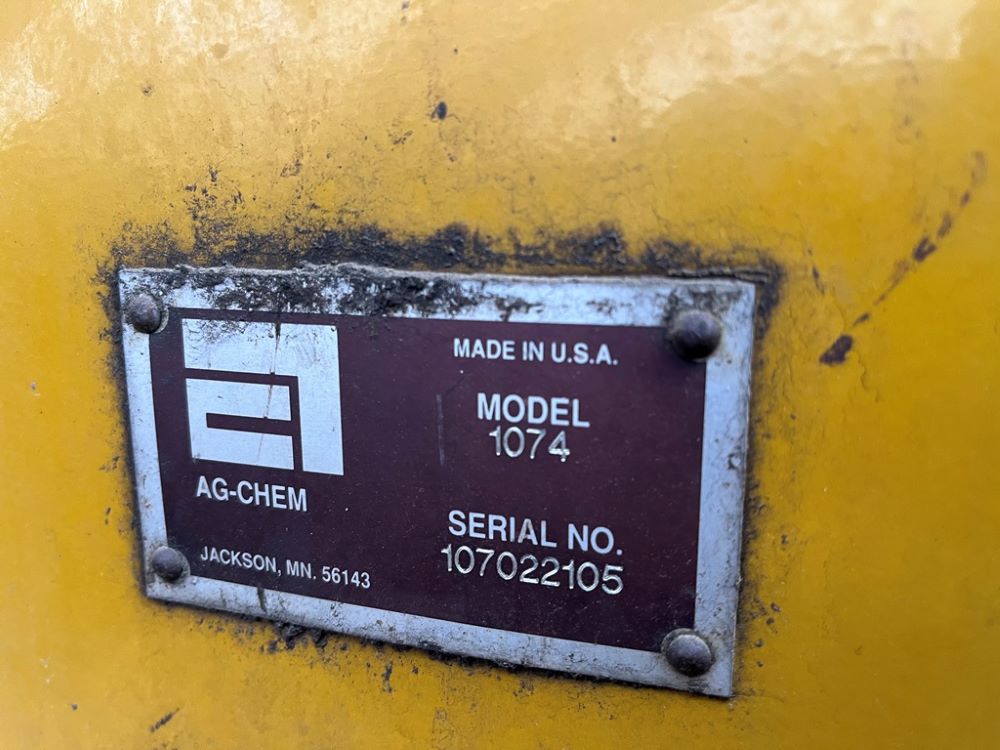 MADE IN U.S.A.
MODEL
1074
AG-CHEM
SERIAL NO.
107022105
JACKSON, MN. 56143